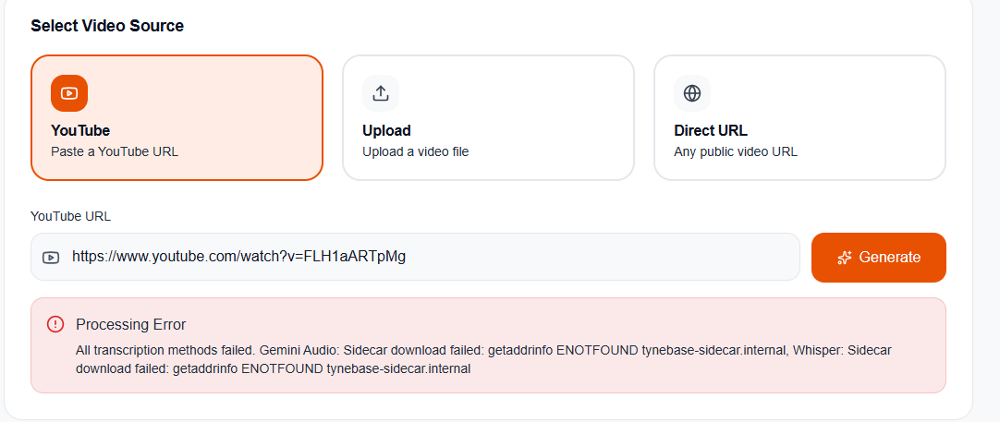 Select Video Source
YouTube
Paste a YouTube URL
Upload
Upload a video file
Direct URL
Any public video URL
YouTube URL
https://www.youtube.com/watch?v=FLH1aARTpMg
Generate
Processing Error
All transcription methods failed. Gemini Audio: Sidecar download failed: getaddrinfo ENOTFOUND tynebase-sidecar.internal, Whisper: Sidecar
download failed: getaddrinfo ENOTFOUND tynebase-sidecar.internal